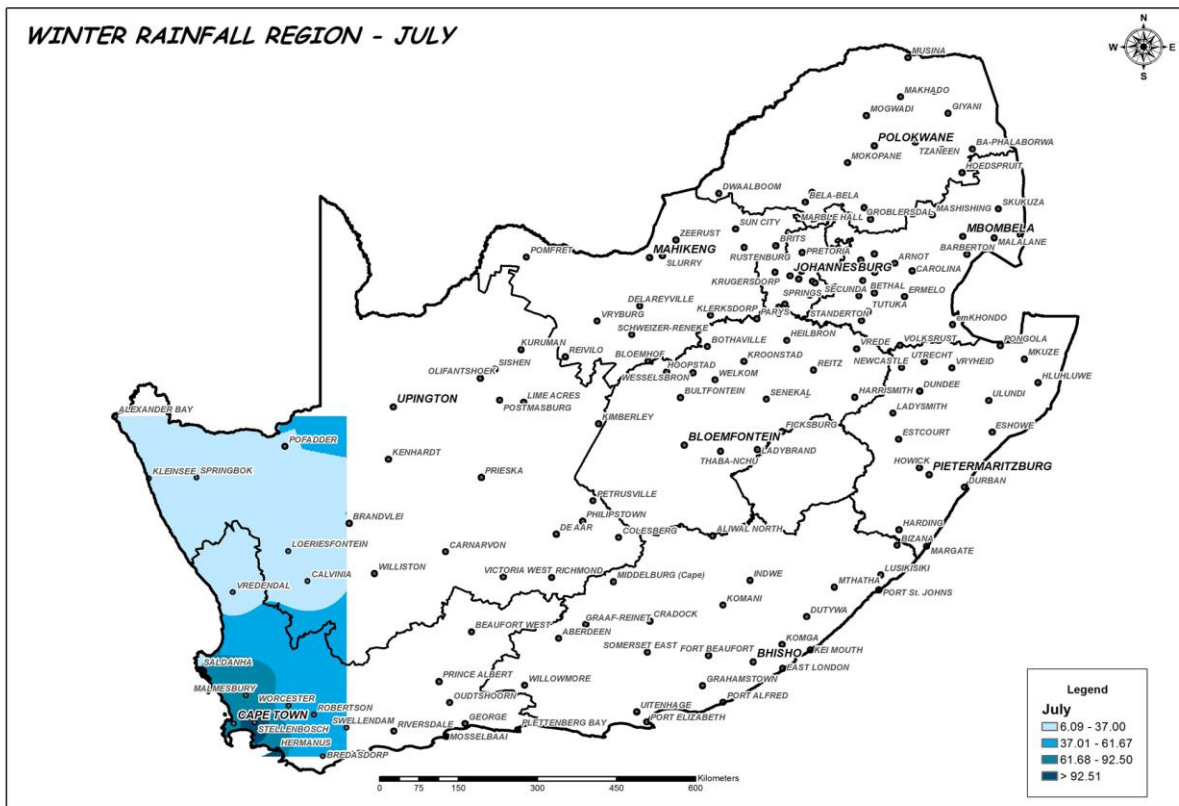 WINTER RAINFALL REGION - JULY
N
W E
S
MUSINA
MAKHADO
MOGWADI
GIYANI
POLOKWANE
TZANEEN
BA-PHALABORWA
MOKOPANE
HOEDSPRUIT
DWAALBOOM
BELA-BELA
MARBLE HALL
GROBLERSDAL
MASHISHING
SKUKUZA
SUN CITY
ZEERUST
BRITS
MBOMBELA
MALALANE
POMFRET
MAHIKENG
SLURRY
RUSTENBURG
PRETORIA
BARBERTON
JOHANNESBURG
ARNOT
CAROLINA
KRUGERSDORP
SPRINGS
SECUNDA
BETHAL
ERMELO
DELAREYVILLE
VRYBURG
KLERKSDORP
PARYS
TUTUKA
STANDERTON
emKHONDO
SCHWEIZER-RENEKE
HEILBRON
KURUMAN
REIVILO
BLOEMHOF
BOTHAVILLE
VREDE
VOLKSRUST
PONGOLA
SISHEN
OLIFANTSHOEK
HOOPSTAD
WESSELSBRON
KROONSTAD
REITZ
NEWCASTLE
UTRECHT
VRYHEID
MKUZE
WELKOM
DUNDEE
HLUHLUWE
UPINGTON
LIME ACRES
POSTMASBURG
BULTFONTEIN
SENEKAL
HARRISMITH
ULUNDI
LADYSMITH
ALEXANDER BAY
KIMBERLEY
FICKSBURG
ESTCOURT
ESHOWE
POFADDER
BLOEMFONTEIN
LADYBRAND
KENHARDT
THABA-NCHU
HOWICK
PIETERMARITZBURG
KLEINSEE
SPRINGBOK
PRIESKA
DURBAN
PETRUSVILLE
BRANDVLEI
PHILIPSTOWN
DE AAR
COLESBERG
ALIWAL NORTH
HARDING
BIZANA
MARGATE
LOERIESFONTEIN
CARNARVON
CALVINIA
WILLISTON
VICTORIA WEST
RICHMOND
MIDDELBURG (Cape)
INDWE
MTHATHA
LUSIKISIKI
VREDENDAL
PORT St. JOHNS
KOMANI
GRAAF-REINET
CRADOCK
DUTYWA
BEAUFORT WEST
ABERDEEN
SOMERSET EAST
FORT BEAUFORT
BHISHO
KOMGA
KEI MOUTH
SALDANHA
EAST LONDON
PRINCE ALBERT
WILLOWMORE
GRAHAMSTOWN
MALMESBURY
WORCESTER
OUDTSHOORN
PORT ALFRED
ROBERTSON
UITENHAGE
CAPE TOWN
STELLENBOSCH
SWELLENDAM
RIVERSDALE
GEORGE
PLETTENBERG BAY
PORT ELIZABETH
HERMANUS
MOSSELBAAI
BREDASDORP
Kilometers
0 75 150 300 450 600
Legend
July
6.09 - 37.00
37.01 - 61.67
61.68 - 92.50
> 92.51